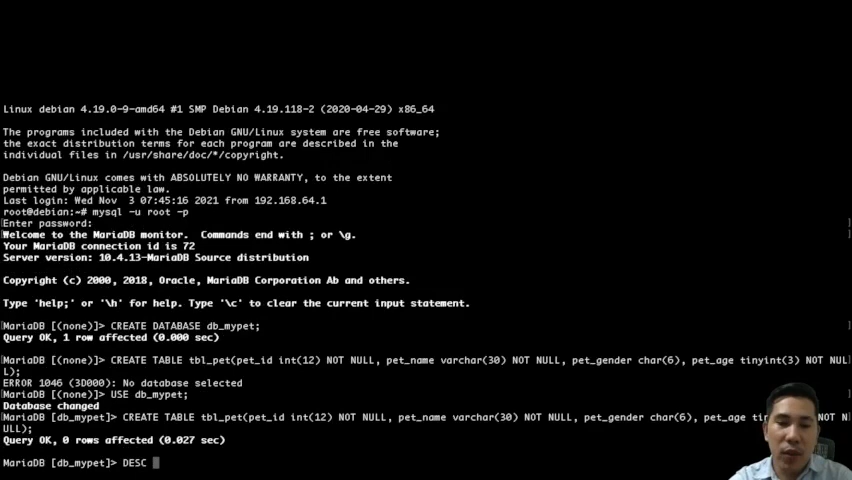 Linux debian 4.19.0-9-amd64 #1 SMP Debian 4.19.118-2 (2020-04-29) x86_64
The programs included with the Debian GNU/Linux system are free software;
the exact distribution terms for each program are described in the
individual files in /usr/share/doc/*/copyright.
Debian GNU/Linux comes with ABSOLUTELY NO WARRANTY, to the extent
permitted by applicable law.
Last login: Wed Nov  3 07:45:16 2021 from 192.168.64.1
root@debian:~# mysql -u root -p
Enter password:
Welcome to the MariaDB monitor.  Commands end with ; or \g.
Your MariaDB connection id is 72
Server version: 10.4.13-MariaDB Source distribution
Copyright (c) 2000, 2018, Oracle, MariaDB Corporation Ab and others.
Type 'help;' or '\h' for help. Type '\c' to clear the current input statement.
MariaDB [(none)]> CREATE DATABASE db_mypet;
Query OK, 1 row affected (0.000 sec)
MariaDB [(none)]> CREATE TABLE tbl_pet(pet_id int(12) NOT NULL, pet_name varchar(30) NOT NULL, pet_gender char(6), pet_age tinyint(3) NOT NUL
L);
ERROR 1046 (3D000): No database selected
MariaDB [(none)]> USE db_mypet;
Database changed
MariaDB [db_mypet]> CREATE TABLE tbl_pet(pet_id int(12) NOT NULL, pet_name varchar(30) NOT NULL, pet_gender char(6), pet_age NOT N
ULL);
Query OK, 0 rows affected (0.027 sec)
MariaDB [db_mypet]> DESC